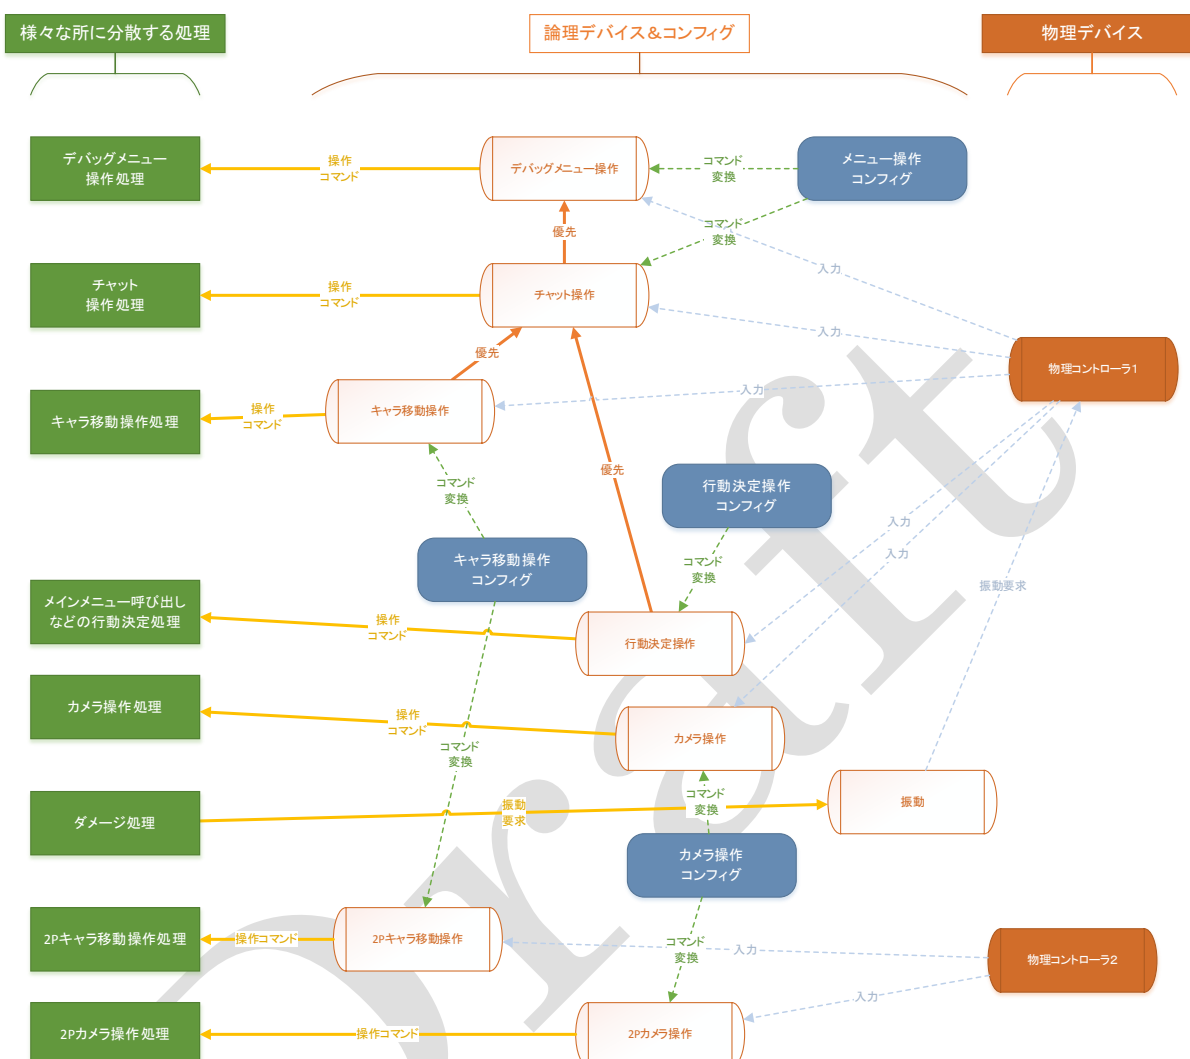 様々な所に分散する処理
論理デバイス&コンフィグ
物理デバイス
デバッグメニュー
操作処理
操作
コマンド
デバッグメニュー操作
コマンド
変換
メニュー操作
コンフィグ
コマンド
変換
優先
入力
チャット
操作処理
操作
コマンド
チャット操作
入力
優先
物理コントローラ1
キャラ移動操作処理
操作
コマンド
キャラ移動操作
入力
優先
コマンド
変換
行動決定操作
コンフィグ
入力
入力
キャラ移動操作
コンフィグ
コマンド
変換
振動要求
メインメニュー呼び出し
などの行動決定処理
操作
コマンド
行動決定操作
カメラ操作処理
操作
コマンド
カメラ操作
コマンド
変換
コマンド
変換
ダメージ処理
振動
要求
振動
カメラ操作
コンフィグ
2Pキャラ移動操作処理
操作コマンド
2Pキャラ移動操作
コマンド
変換
入力
物理コントローラ2
入力
2Pカメラ操作処理
操作コマンド
2Pカメラ操作
Draft